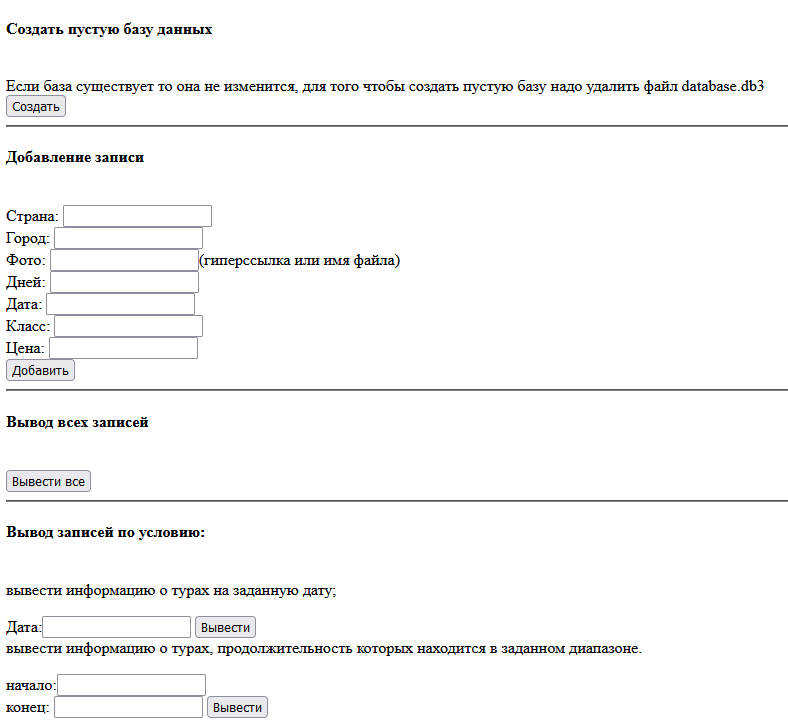 Создать пустую базу данных
Если база существует то она не изменится, для того чтобы создать пустую базу надо удалить файл database.db3
Создать
Добавление записи
Страна:
Город:
Фото: (гиперссылка или имя файла)
Дней:
Дата:
Класс:
Цена:
Добавить
Вывод всех записей
Вывести все
Вывод записей по условию:
вывести информацию о турах на заданную дату;
Дата: Вывести
вывести информацию о турах, продолжительность которых находится в заданном диапазоне.
начало:
конец: Вывести